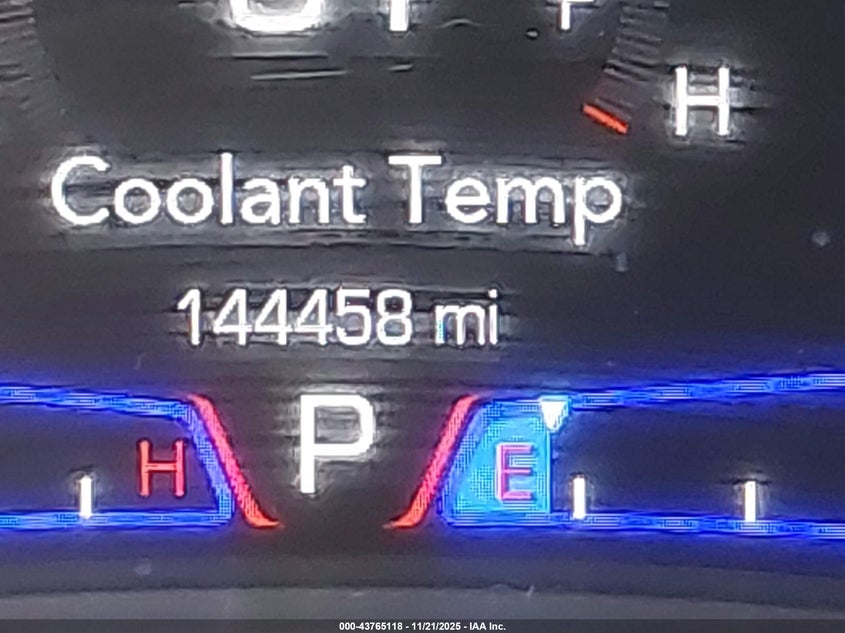 H
Coolant Temp
144458 mi
H P E
000-43765118 - 11/21/2025 - IAA Inc.